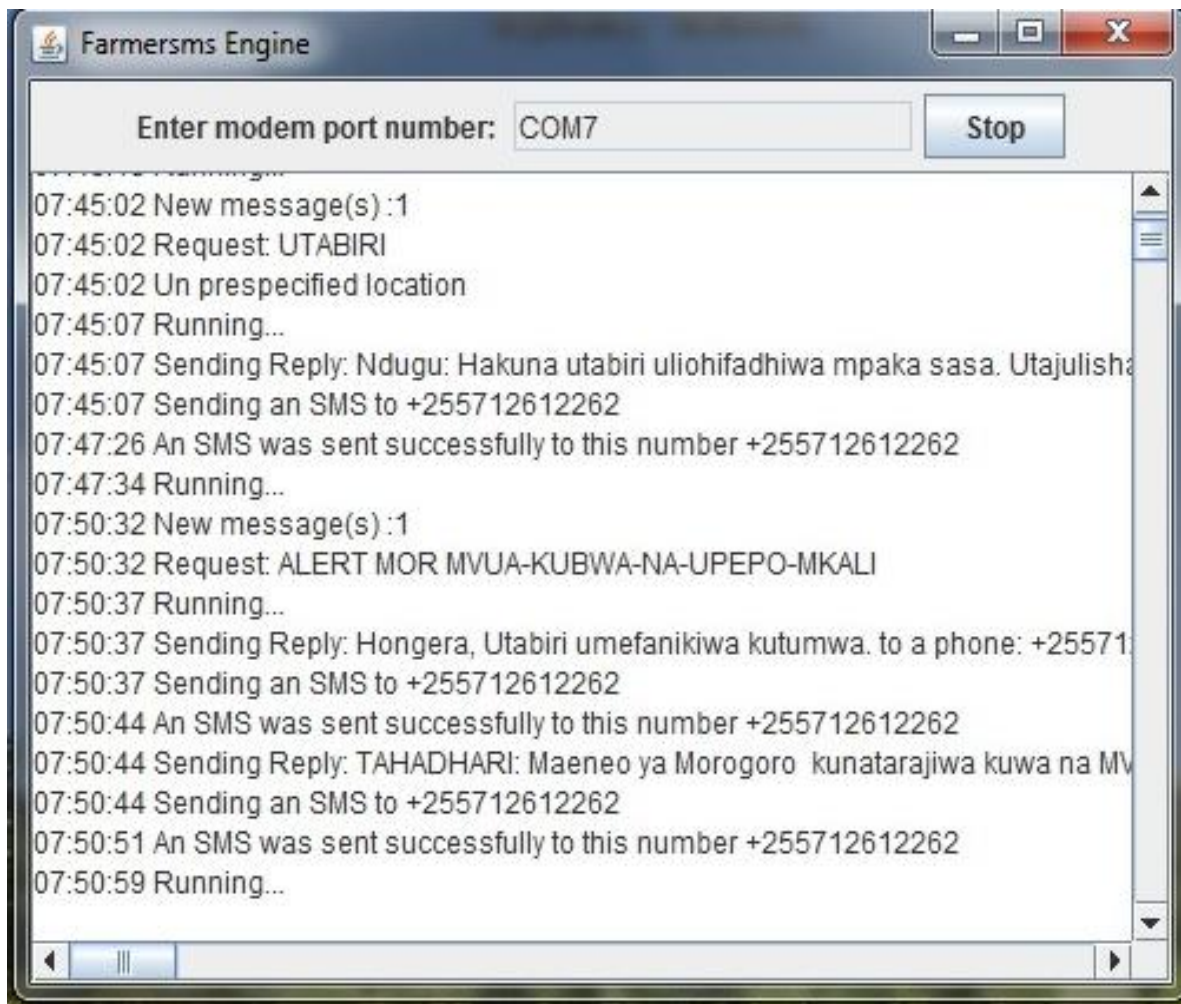 Farmersms Engine
Enter modem port number: COM7 Stop
07:45:02 New message(s) :1
07:45:02 Request: UTABIRI
07:45:02 Un prespecified location
07:45:07 Running...
07:45:07 Sending Reply: Ndugu: Hakuna utabiri uliohifadhiwa mpaka sasa. Utajulisha
07:45:07 Sending an SMS to +255712612262
07:47:26 An SMS was sent successfully to this number +255712612262
07:47:34 Running...
07:50:32 New message(s) :1
07:50:32 Request: ALERT MOR MVUA-KUBWA-NA-UPEPO-MKALI
07:50:37 Running...
07:50:37 Sending Reply: Hongera, Utabiri umefanikiwa kutumwa. to a phone: +25571
07:50:37 Sending an SMS to +255712612262
07:50:44 An SMS was sent successfully to this number +255712612262
07:50:44 Sending Reply: TAHADHARI: Maeneo ya Morogoro kunatarajiwa kuwa na MV
07:50:44 Sending an SMS to +255712612262
07:50:51 An SMS was sent successfully to this number +255712612262
07:50:59 Running...